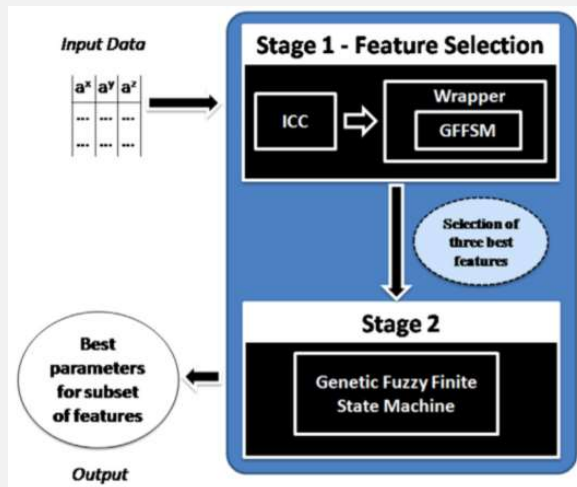 Input Data
aˣ aʸ aᶻ
... ... ...
... ... ...
Stage 1 - Feature Selection
ICC
Wrapper
GFFSM
Selection of
three best
features
Stage 2
Genetic Fuzzy Finite
State Machine
Best
parameters
for subset
of features
Output